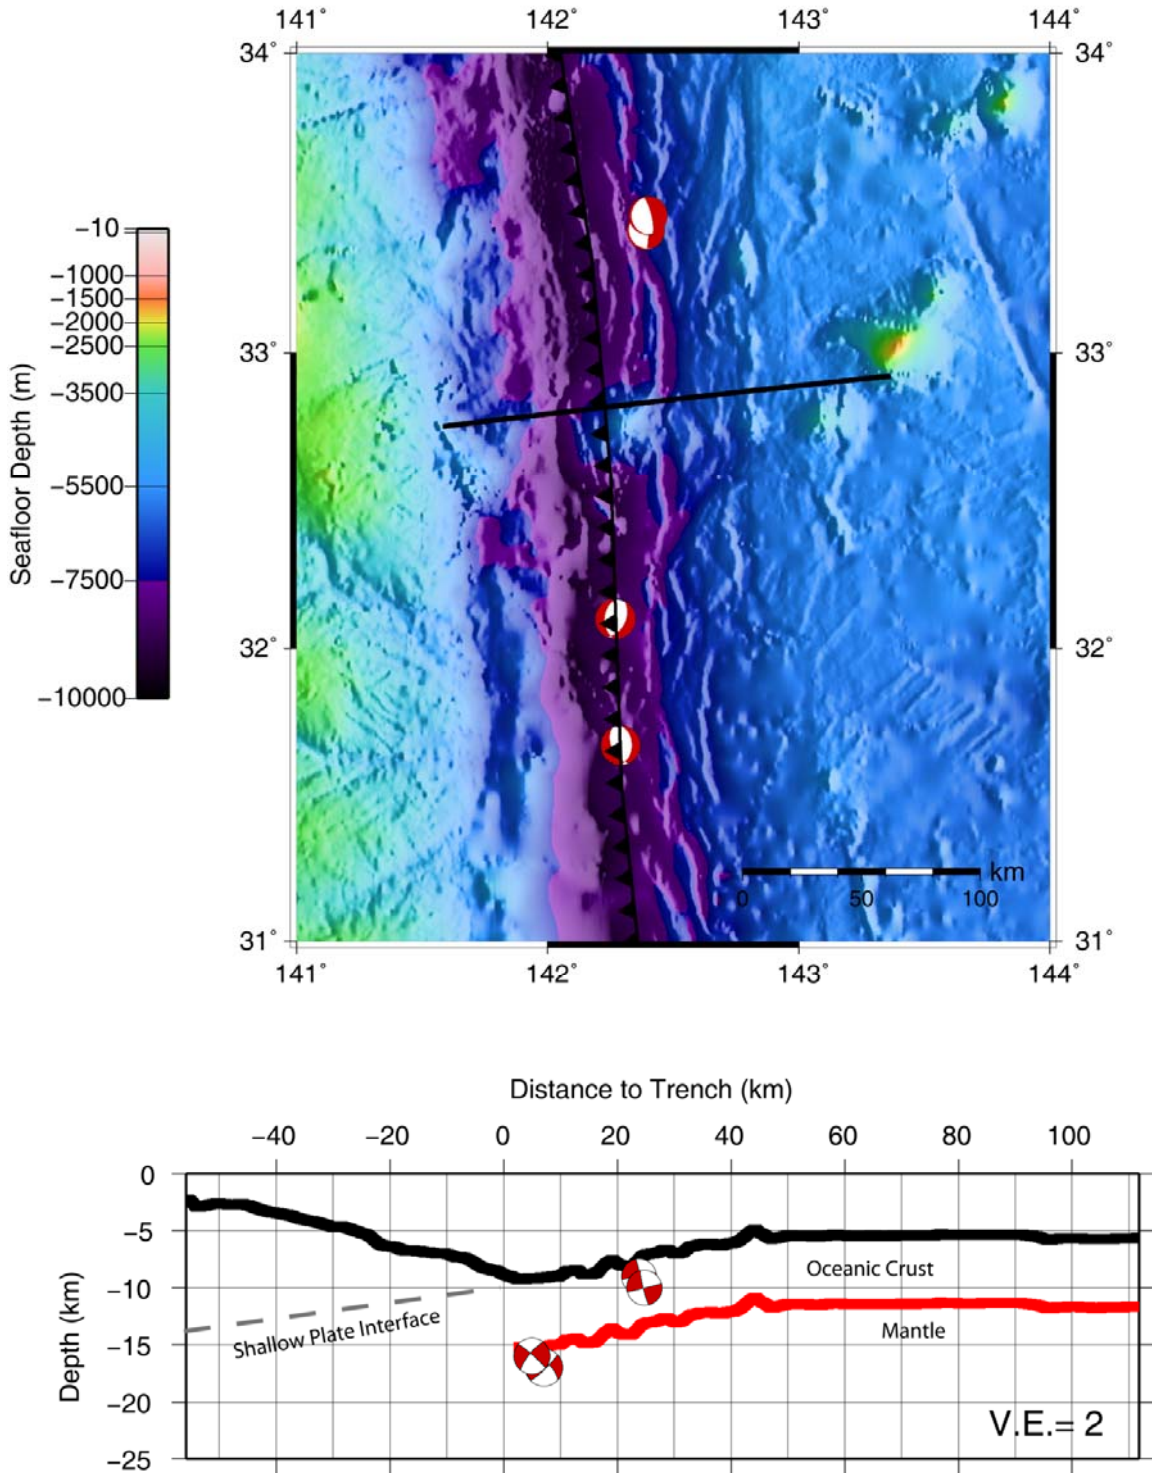 141° 142° 143° 144°
34° 34°
-10
-1000
-1500
-2000
-2500
-3500
-5500
-7500
-10000
Seafloor Depth (m)
33° 33°
32° 32°
km
0 50 100
31° 31°
141° 142° 143° 144°
Distance to Trench (km)
-40 -20 0 20 40 60 80 100
0
-5
-10
-15
-20
-25
Depth (km)
Oceanic Crust
Shallow Plate Interface
Mantle
V.E.= 2